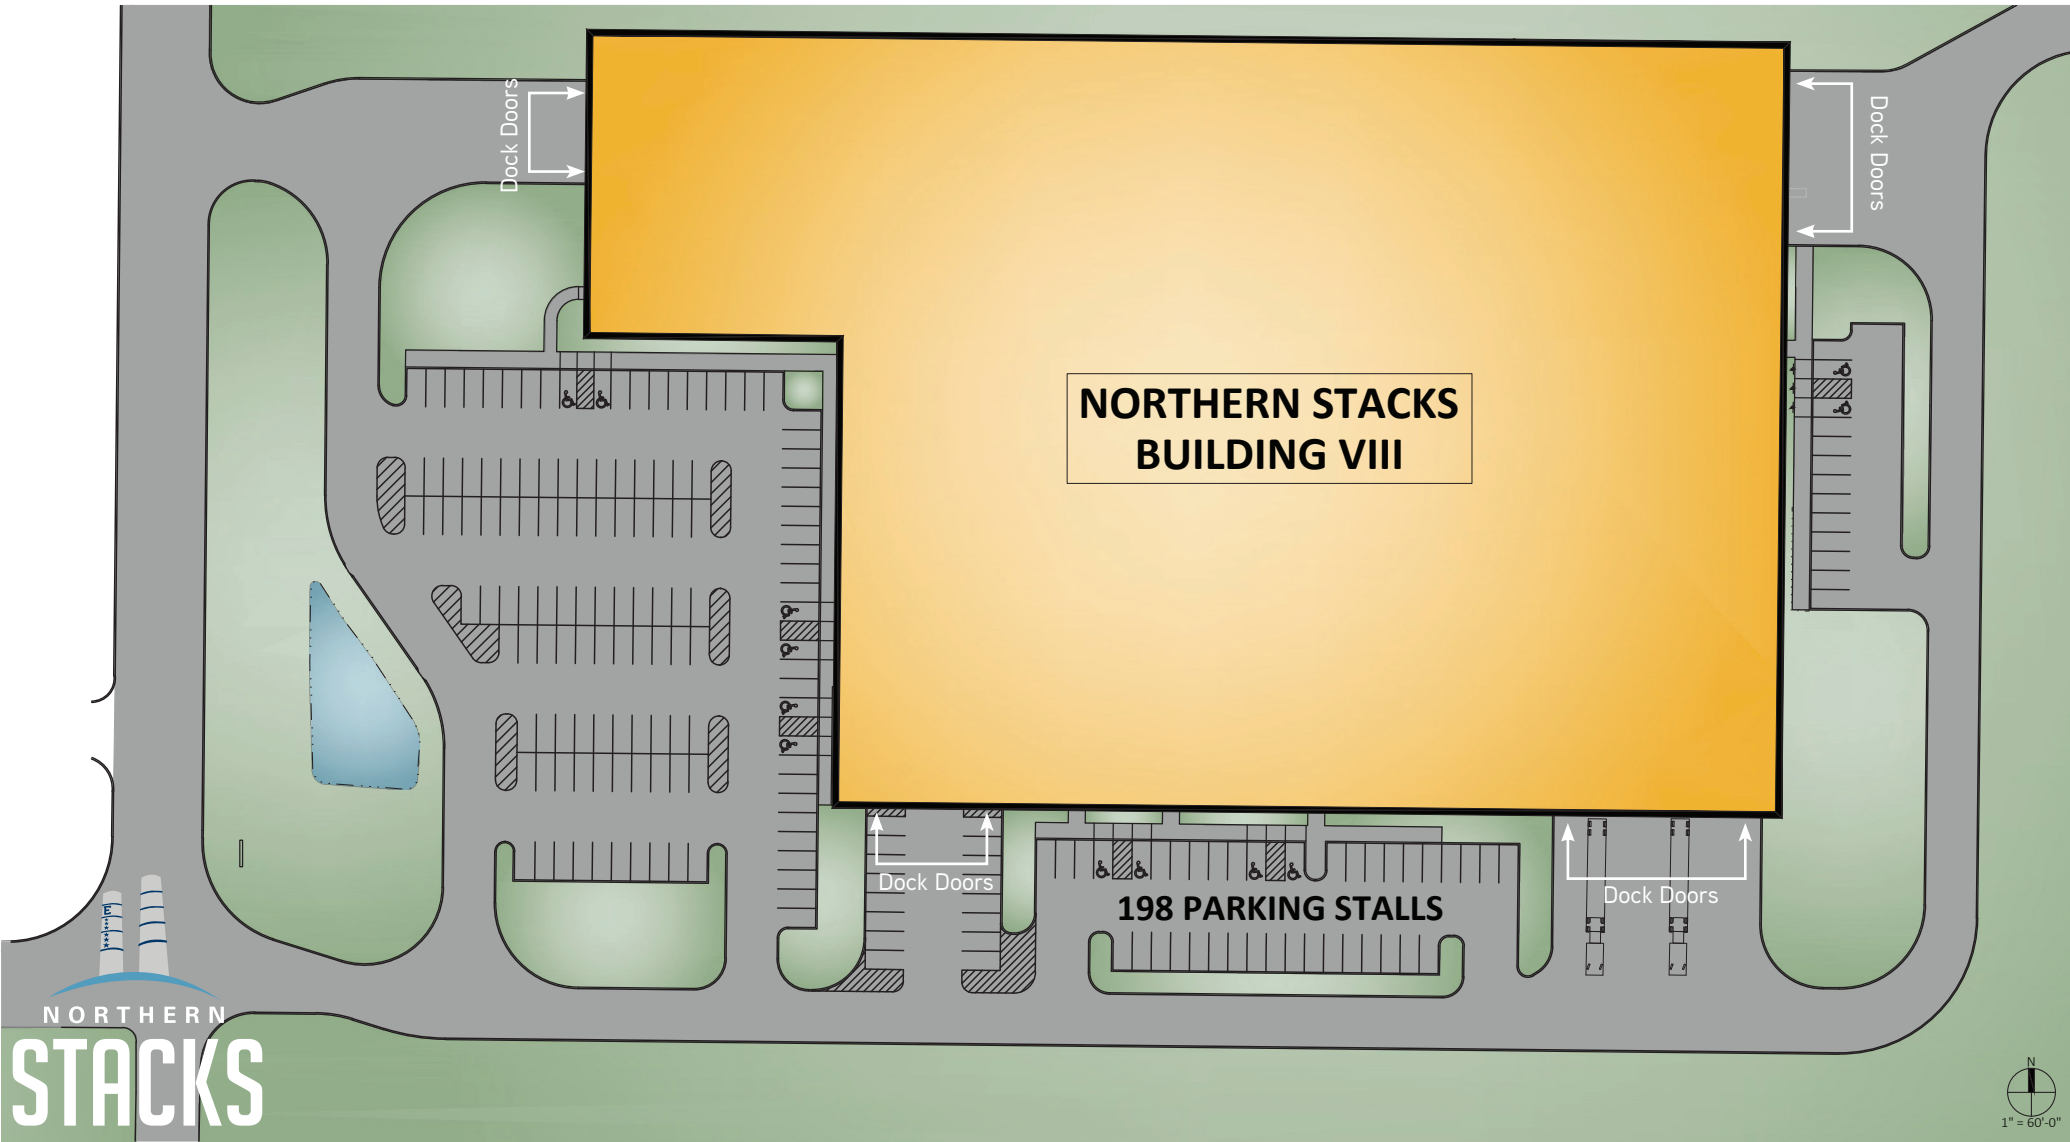 Dock Doors
Dock Doors
NORTHERN STACKS
BUILDING VIII
Dock Doors
198 PARKING STALLS
Dock Doors
E
NORTHERN
STACKS
N
1" = 60'-0"